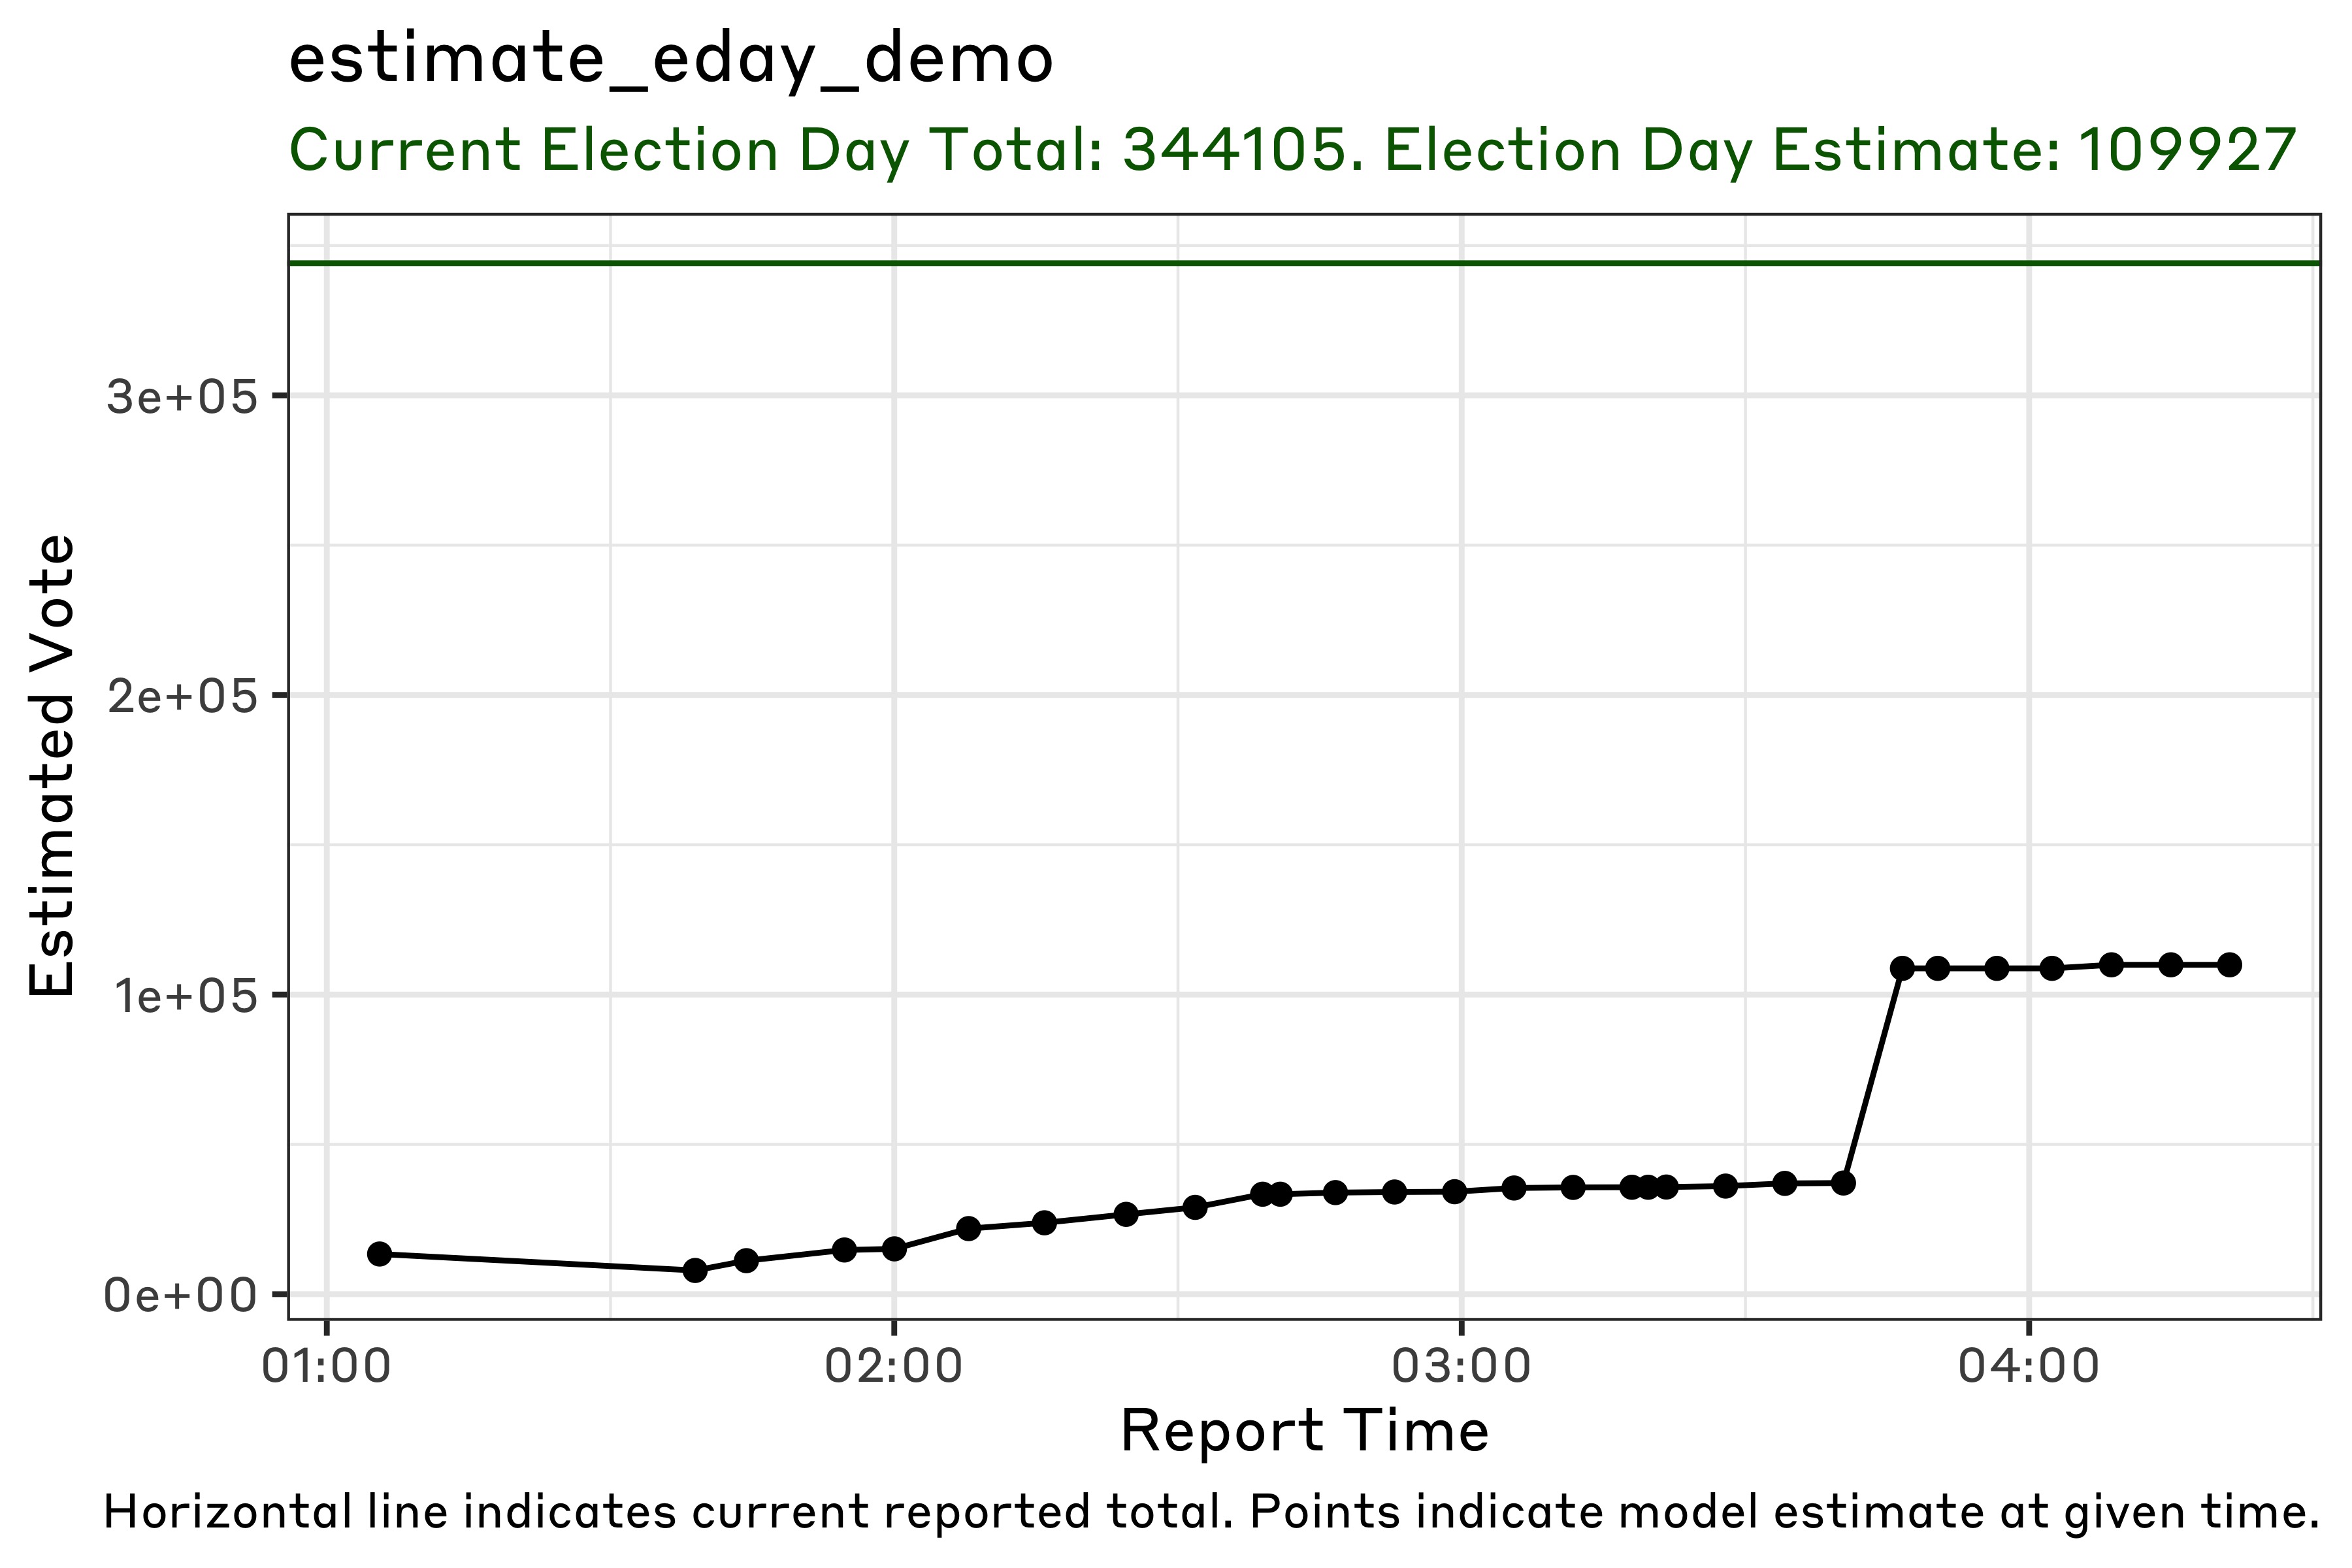 estimate_eday_demo
Current Election Day Total: 344105. Election Day Estimate: 109927
Estimated Vote
3e+05
2e+05
1e+05
0e+00
01:00 02:00 03:00 04:00
Report Time
Horizontal line indicates current reported total. Points indicate model estimate at given time.